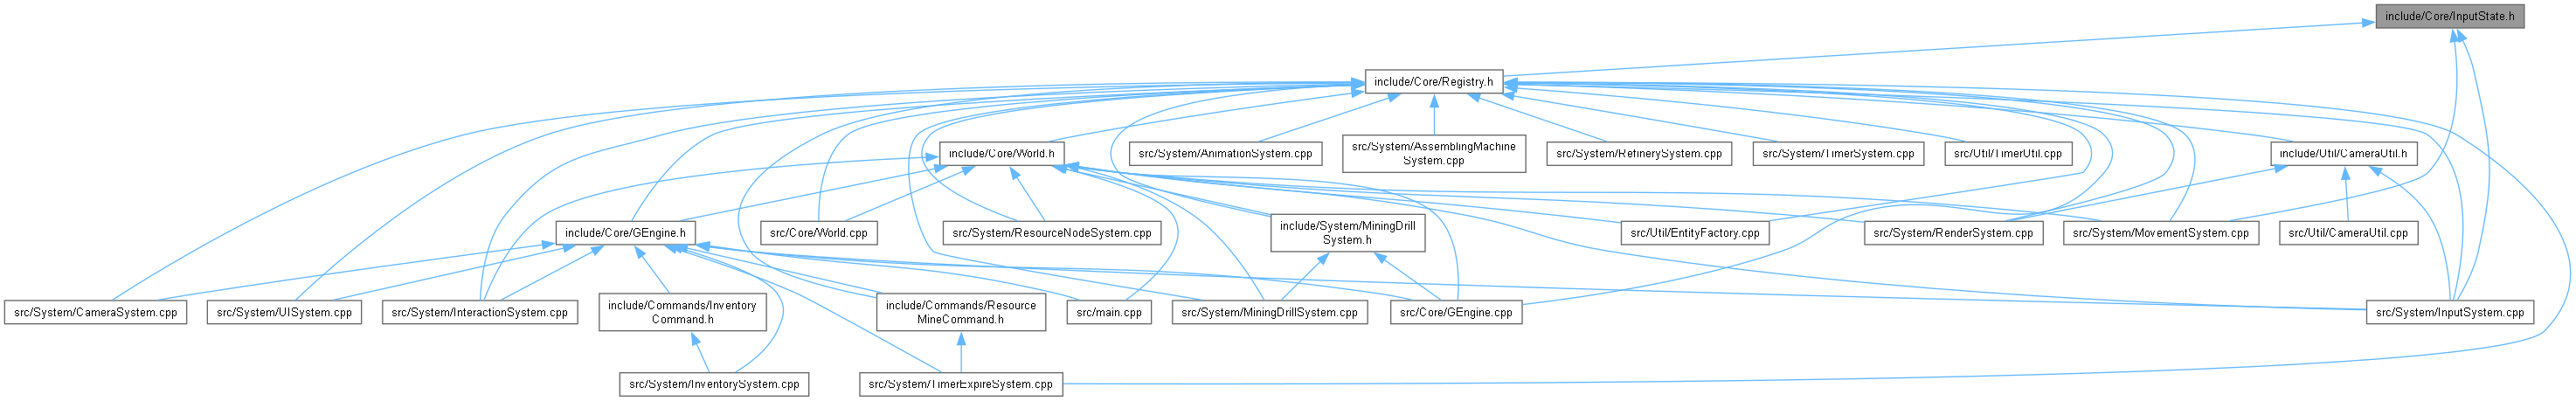 include/Core/InputState.h
include/Core/Registry.h
include/Core/World.h
src/System/AnimationSystem.cpp
src/System/AssemblingMachine
System.cpp
src/System/RefinerySystem.cpp
src/System/TimerSystem.cpp
src/Util/TimerUtil.cpp
include/Util/CameraUtil.h
include/Core/GEngine.h
src/Core/World.cpp
src/System/ResourceNodeSystem.cpp
include/System/MiningDrill
System.h
src/Util/EntityFactory.cpp
src/System/RenderSystem.cpp
src/System/MovementSystem.cpp
src/Util/CameraUtil.cpp
src/System/CameraSystem.cpp
src/System/UISystem.cpp
src/System/InteractionSystem.cpp
include/Commands/Inventory
Command.h
include/Commands/Resource
MineCommand.h
src/main.cpp
src/System/MiningDrillSystem.cpp
src/Core/GEngine.cpp
src/System/InputSystem.cpp
src/System/InventorySystem.cpp
src/System/TimerExpireSystem.cpp